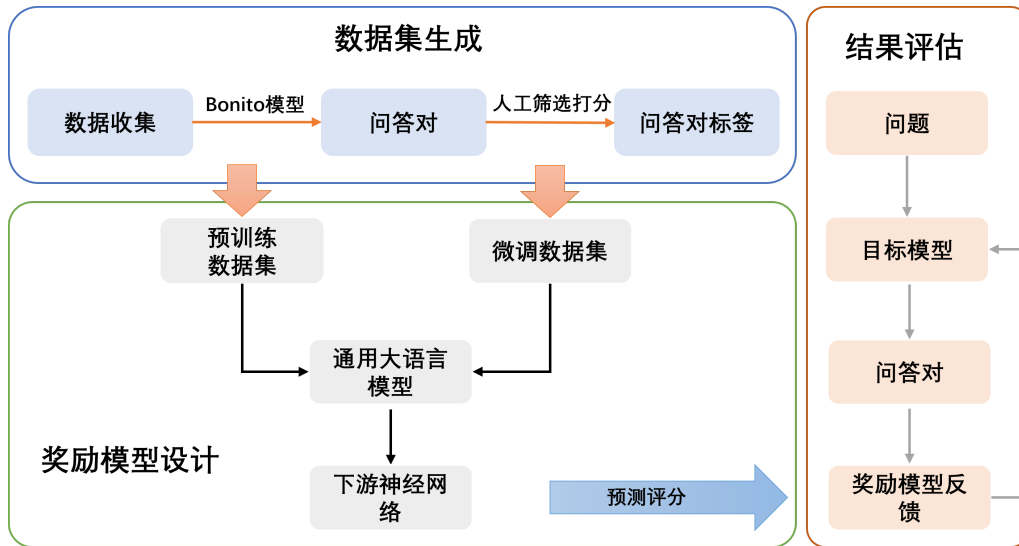 数据集生成
数据收集
Bonito模型
问答对
人工筛选打分
问答对标签
预训练
数据集
微调数据集
通用大语言
模型
奖励模型设计
下游神经网
络
预测评分
结果评估
问题
目标模型
问答对
奖励模型反
馈